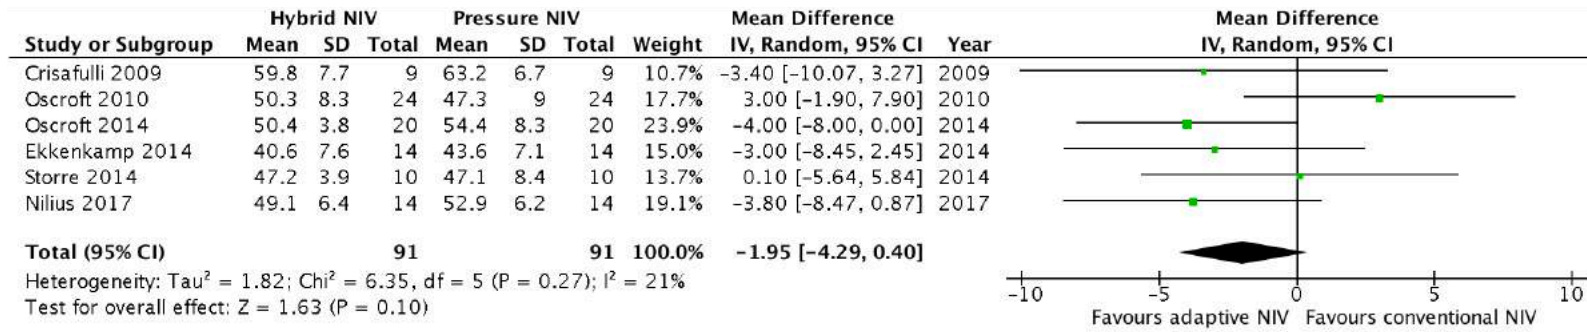 Hybrid NIV Pressure NIV Mean Difference Mean Difference
Study or Subgroup Mean SD Total Mean SD Total Weight IV, Random, 95% CI Year IV, Random, 95% CI
Crisafulli 2009 59.8 7.7 9 63.2 6.7 9 10.7% -3.40 [-10.07, 3.27] 2009
Oscroft 2010 50.3 8.3 24 47.3 9 24 17.7% 3.00 [-1.90, 7.90] 2010
Oscroft 2014 50.4 3.8 20 54.4 8.3 20 23.9% -4.00 [-8.00, 0.00] 2014
Ekkenkamp 2014 40.6 7.6 14 43.6 7.1 14 15.0% -3.00 [-8.45, 2.45] 2014
Storre 2014 47.2 3.9 10 47.1 8.4 10 13.7% 0.10 [-5.64, 5.84] 2014
Nilius 2017 49.1 6.4 14 52.9 6.2 14 19.1% -3.80 [-8.47, 0.87] 2017
Total (95% CI) 91 91 100.0% -1.95 [-4.29, 0.40]
Heterogeneity: Tau² = 1.82; Chi² = 6.35, df = 5 (P = 0.27); I² = 21%
Test for overall effect: Z = 1.63 (P = 0.10)
-10 -5 0 5 10
Favours adaptive NIV Favours conventional NIV